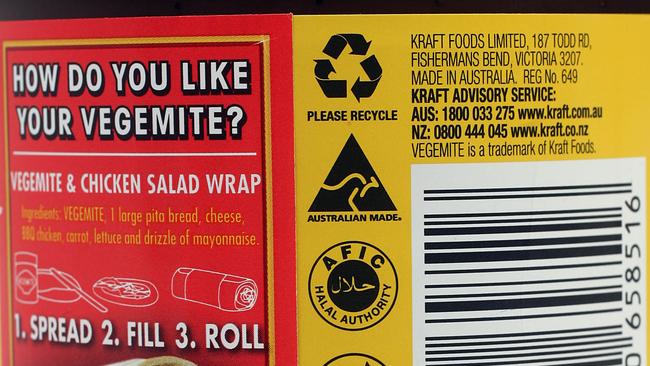 HOW DO YOU LIKE
YOUR VEGEMITE?
VEGEMITE & CHICKEN SALAD WRAP
Ingredients: VEGEMITE, 1 large pita bread, cheese,
BBQ chicken, carrot, lettuce and drizzle of mayonnaise.
1. SPREAD 2. FILL 3. ROLL
PLEASE RECYCLE
AUSTRALIAN MADE
AFIC
حلال
HALAL AUTHORITY
KRAFT FOODS LIMITED, 187 TODD RD,
FISHERMANS BEND, VICTORIA 3207.
MADE IN AUSTRALIA. REG No. 649
KRAFT ADVISORY SERVICE:
AUS: 1800 033 275 www.kraft.com.au
NZ: 0800 444 045 www.kraft.co.nz
VEGEMITE is a trademark of Kraft Foods.
0658516